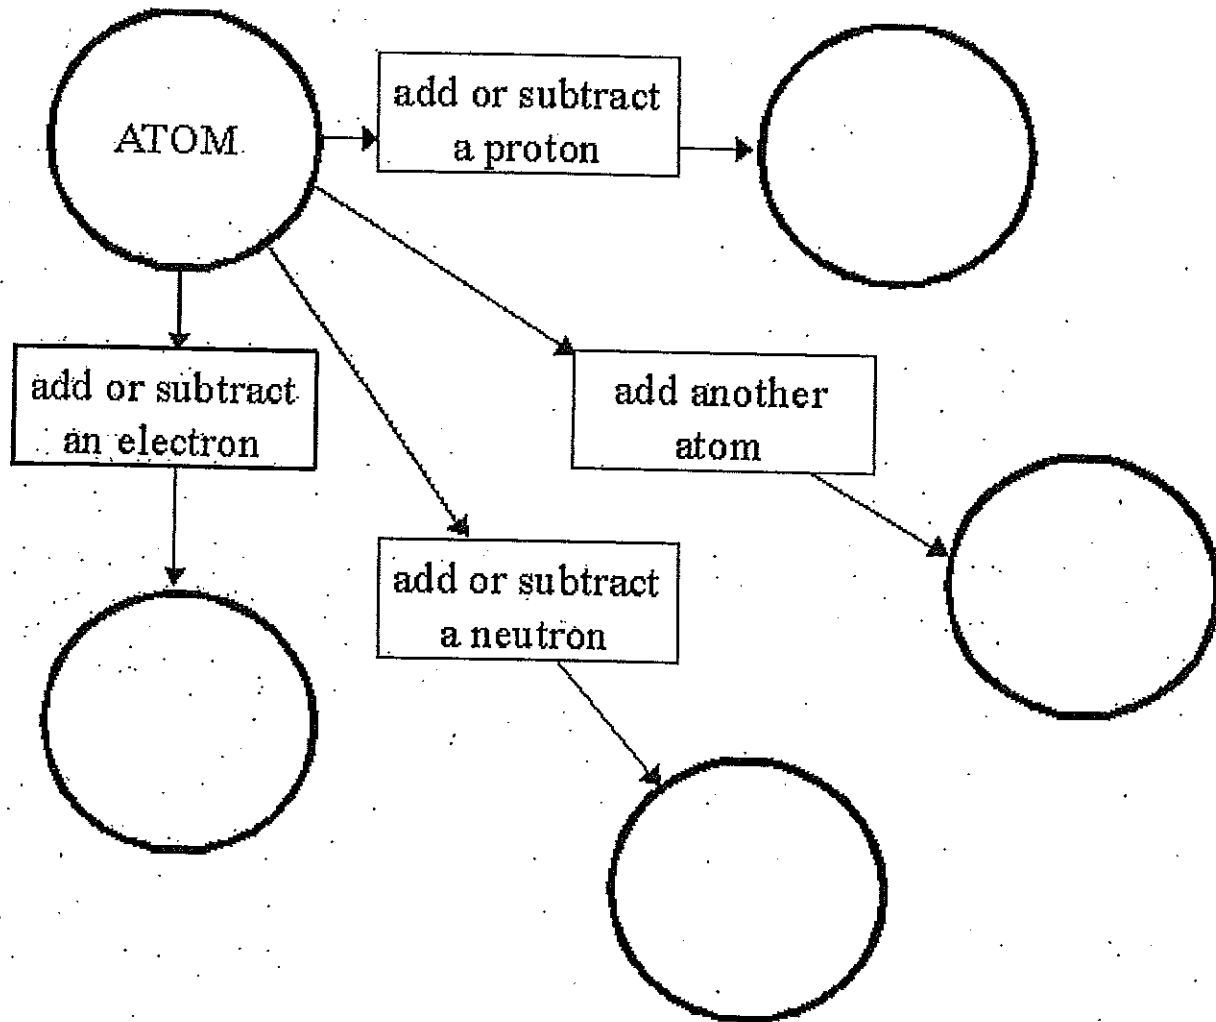 ATOM
add or subtract
a proton
add or subtract
an electron
add another
atom
add or subtract
a neutron